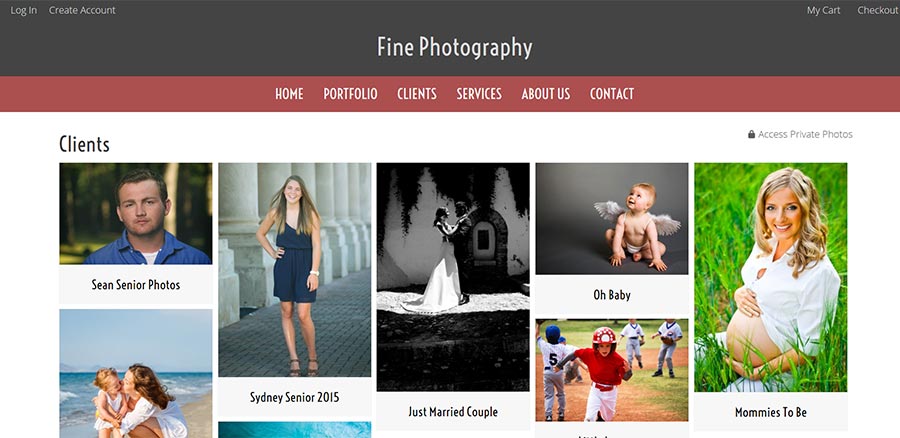 Log In Create Account My Cart Checkout
Fine Photography
HOME PORTFOLIO CLIENTS SERVICES ABOUT US CONTACT
Clients
Access Private Photos
Sean Senior Photos
Sydney Senior 2015
Just Married Couple
Oh Baby
5
Mommies To Be